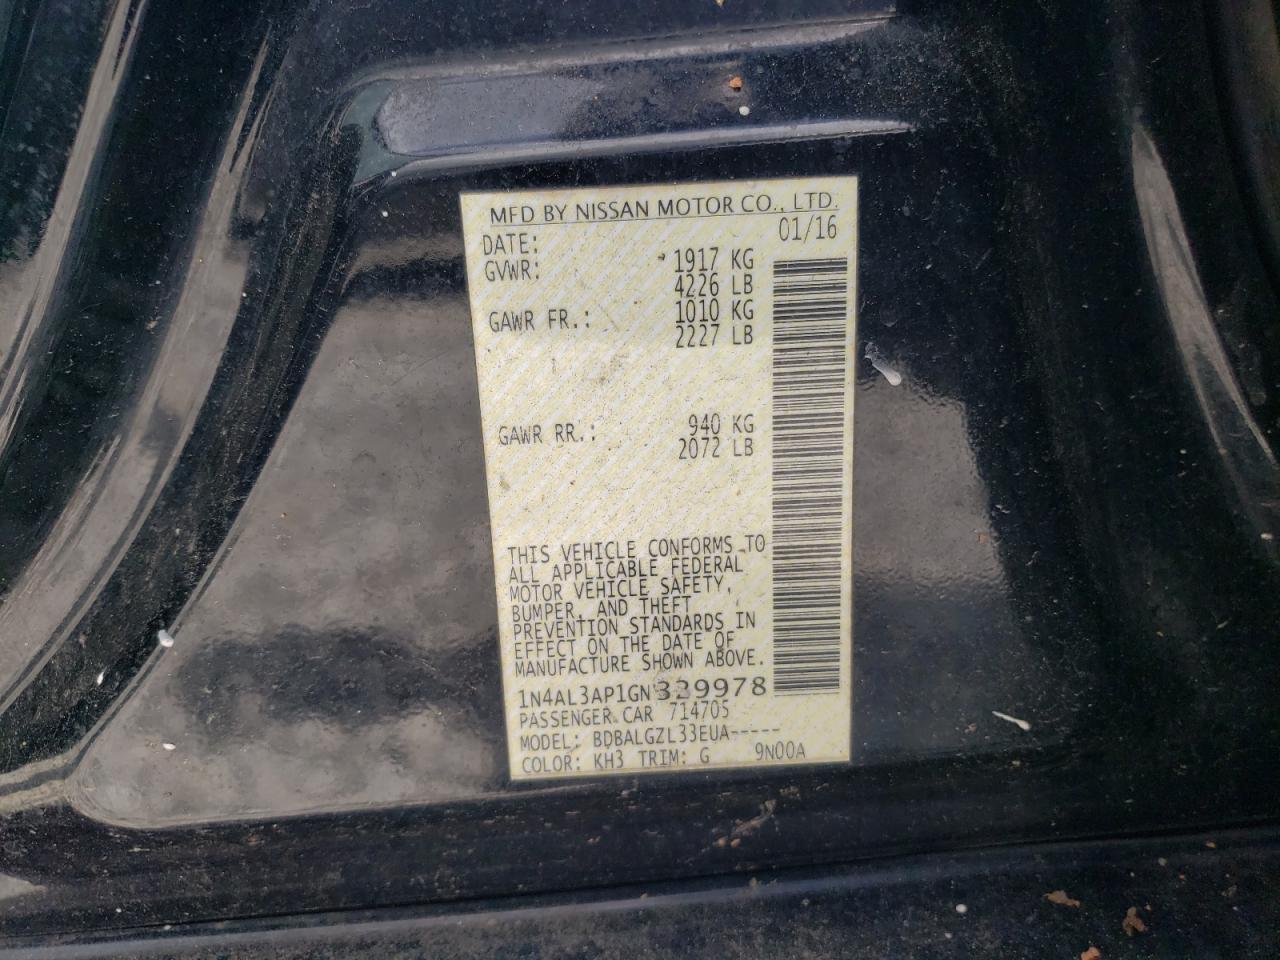 MFD BY NISSAN MOTOR CO., LTD.
DATE: 01/16
GVWR: 1917 KG
4226 LB
GAWR FR.: 1010 KG
2227 LB
GAWR RR.: 940 KG
2072 LB
THIS VEHICLE CONFORMS TO
ALL APPLICABLE FEDERAL
MOTOR VEHICLE SAFETY,
BUMPER, AND THEFT
PREVENTION STANDARDS IN
EFFECT ON THE DATE OF
MANUFACTURE SHOWN ABOVE.
1N4AL3AP1GN339978
PASSENGER CAR 714705
MODEL: BDBALGZL33EUA-----
COLOR: KH3 TRIM: G 9N00A